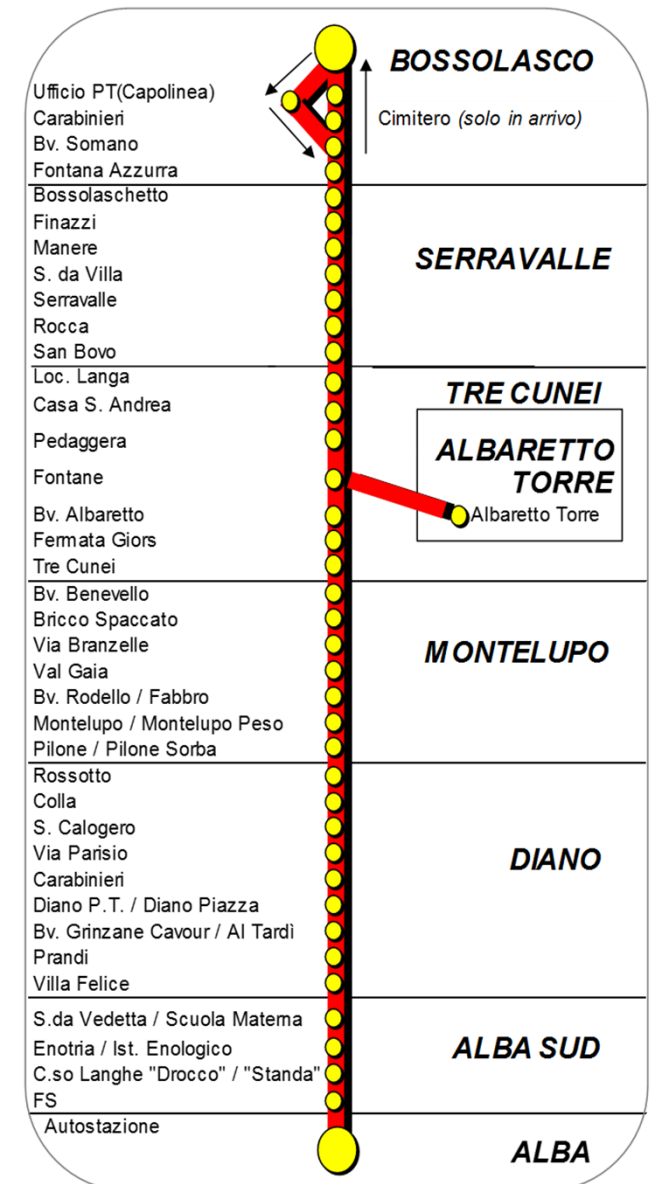 BOSSOLASCO
Ufficio PT(Capolinea)
Carabinieri
Cimitero (solo in arrivo)
Bv. Somano
Fontana Azzurra
Bossolaschetto
Finazzi
Manere
SERRAVALLE
S. da Villa
Serravalle
Rocca
San Bovo
Loc. Langa
TRE CUNEI
Casa S. Andrea
Pedaggera
ALBARETTO
TORRE
Fontane
Bv. Albaretto
Albaretto Torre
Fermata Giors
Tre Cunei
Bv. Benevello
Bricco Spaccato
Via Branzelle
MONTELUPO
Val Gaia
Bv. Rodello / Fabbro
Montelupo / Montelupo Peso
Pilone / Pilone Sorba
Rossotto
Colla
S. Calogero
Via Parisio
DIANO
Carabinieri
Diano P.T. / Diano Piazza
Bv. Grinzane Cavour / Al Tardì
Prandi
Villa Felice
S.da Vedetta / Scuola Materna
Enotria / Ist. Enologico
ALBA SUD
C.so Langhe "Drocco" / "Standa"
FS
Autostazione
ALBA